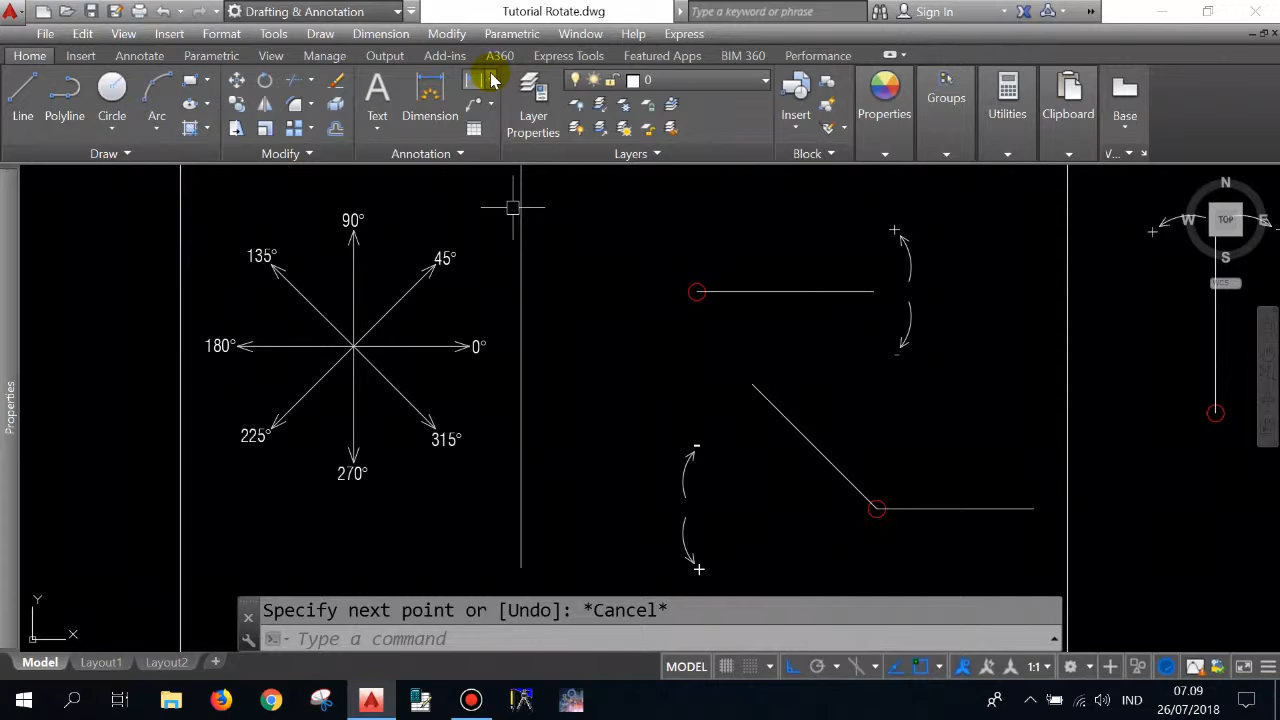 Drafting & Annotation
Tutorial Rotate.dwg
Type a keyword or phrase
Sign In
File Edit View Insert Format Tools Draw Dimension Modify Parametric Window Help Express
Home Insert Annotate Parametric View Manage Output Add-ins A360 Express Tools Featured Apps BIM 360 Performance
0
Line Polyline Circle Arc Text Dimension Layer Properties Insert Properties Groups Utilities Clipboard Base
Draw Modify Annotation Layers Block V...
90°
135° 45°
180° 0°
225° 315°
270°
+
-
-
+
+
N
W TOP E
S
WCS
Properties
Y
X
Specify next point or [Undo]: *Cancel*
Type a command
Model Layout1 Layout2 +
MODEL 1:1
IND
07.09
26/07/2018